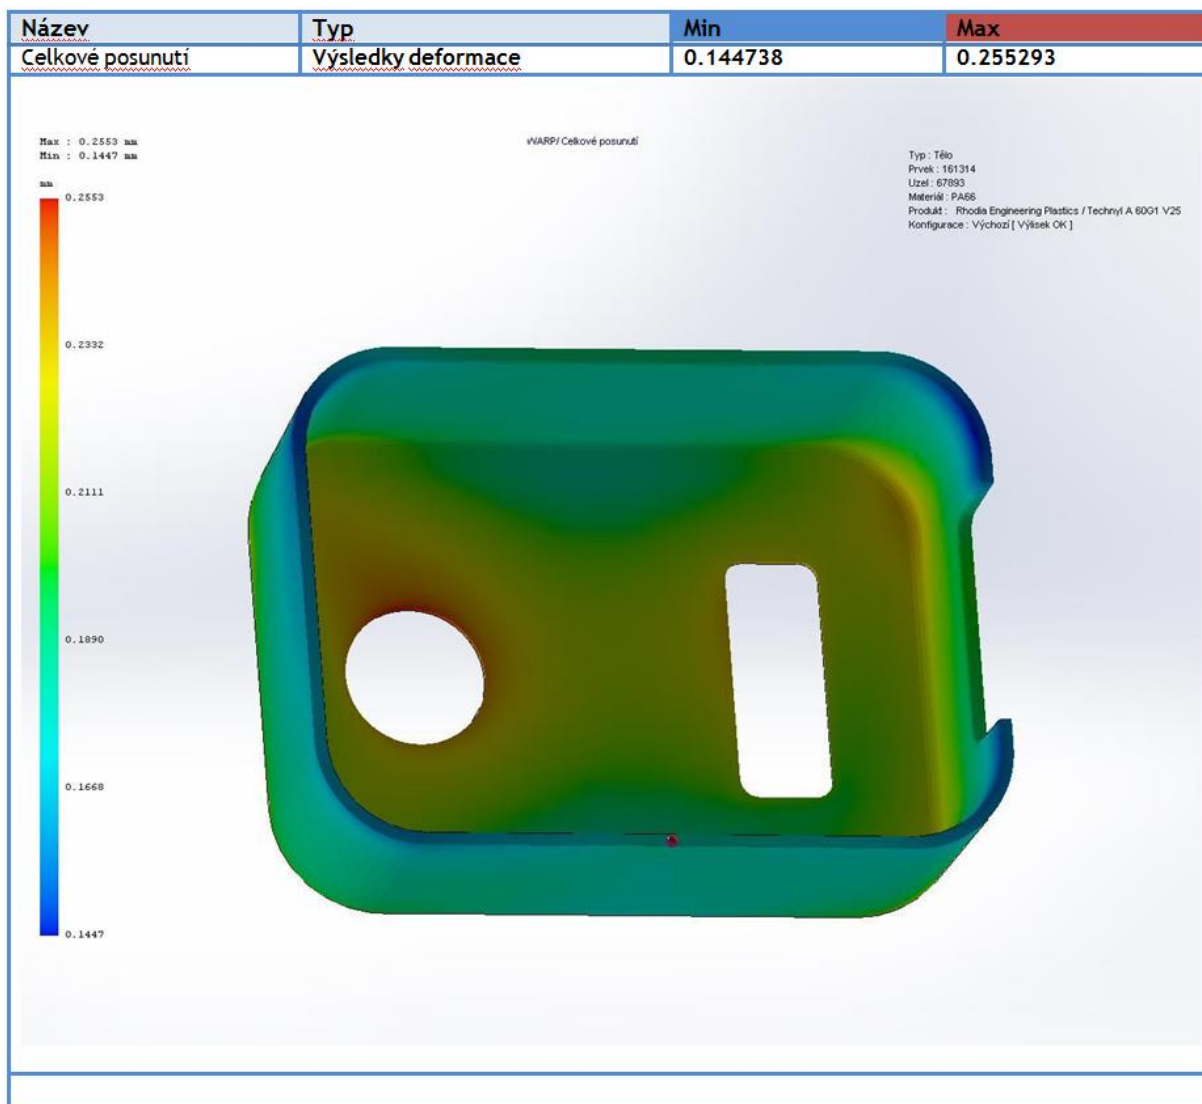 Název Typ Min Max
Celkové posunutí Výsledky deformace 0.144738 0.255293
Max : 0.2553 mm
Min : 0.1447 mm
WARP/ Celkové posunutí
Typ : Tělo
Prvek : 161314
Uzel : 67893
Materiál : PA66
Produkt : Rhodia Engineering Plastics / Technyl A 60G1 V25
Konfigurace : Výchozí [ Výlisek OK ]
mm
0.2553
0.2332
0.2111
0.1890
0.1668
0.1447